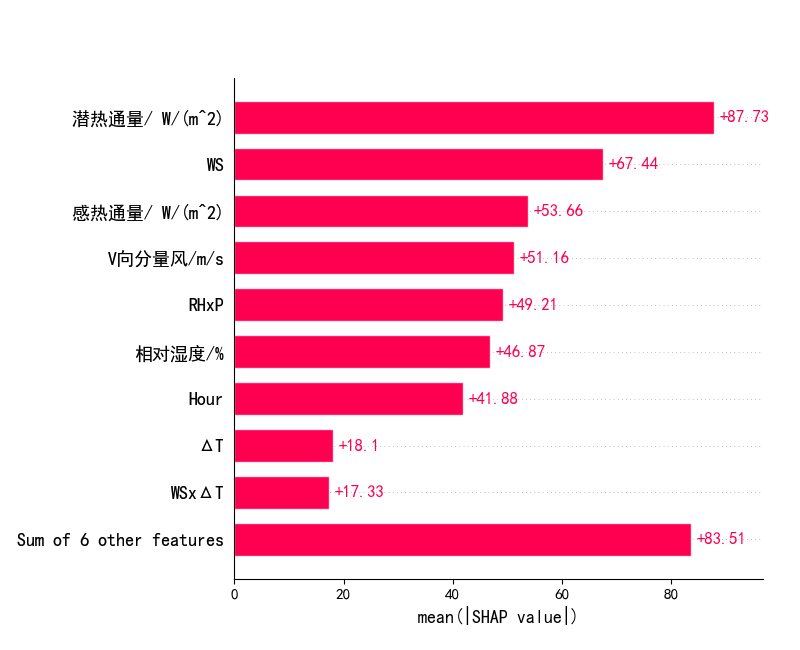 潜热通量/ W/(m^2) +87.73
WS +67.44
感热通量/ W/(m^2) +53.66
V向分量风/m/s +51.16
RHxP +49.21
相对湿度/% +46.87
Hour +41.88
ΔT +18.1
WSxΔT +17.33
Sum of 6 other features +83.51
0 20 40 60 80
mean(|SHAP value|)